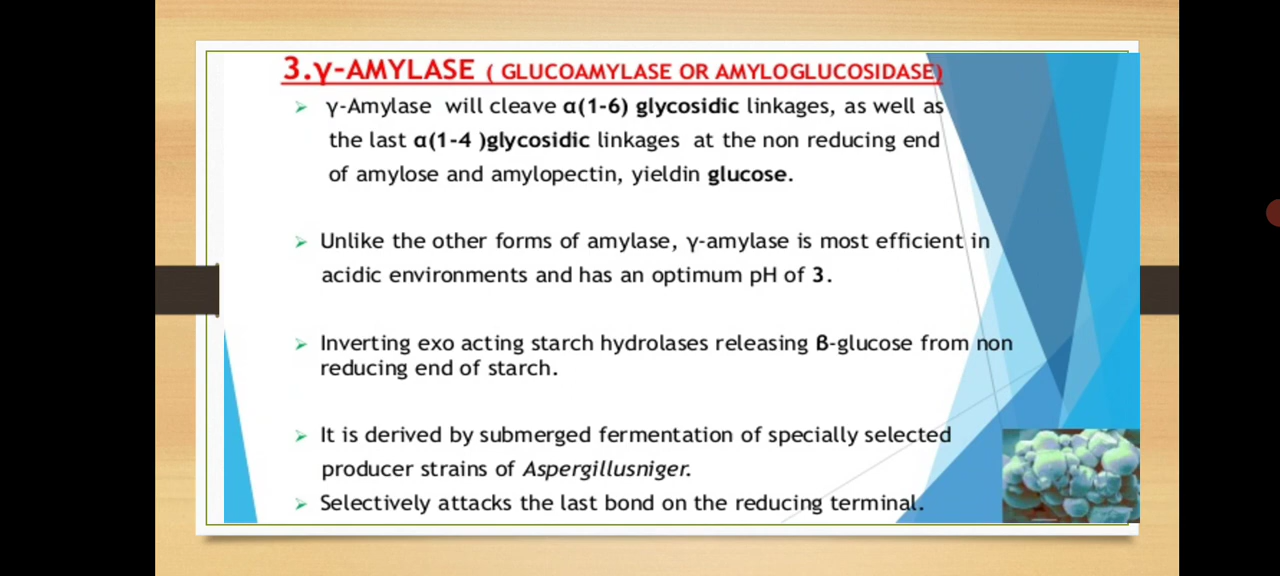 3.γ-AMYLASE ( GLUCOAMYLASE OR AMYLOGLUCOSIDASE)
➢ γ-Amylase will cleave α(1-6) glycosidic linkages, as well as
the last α(1-4 )glycosidic linkages at the non reducing end
of amylose and amylopectin, yieldin glucose.
➢ Unlike the other forms of amylase, γ-amylase is most efficient in
acidic environments and has an optimum pH of 3.
➢ Inverting exo acting starch hydrolases releasing ß-glucose from non
reducing end of starch.
➢ It is derived by submerged fermentation of specially selected
producer strains of Aspergillusniger.
➢ Selectively attacks the last bond on the reducing terminal.